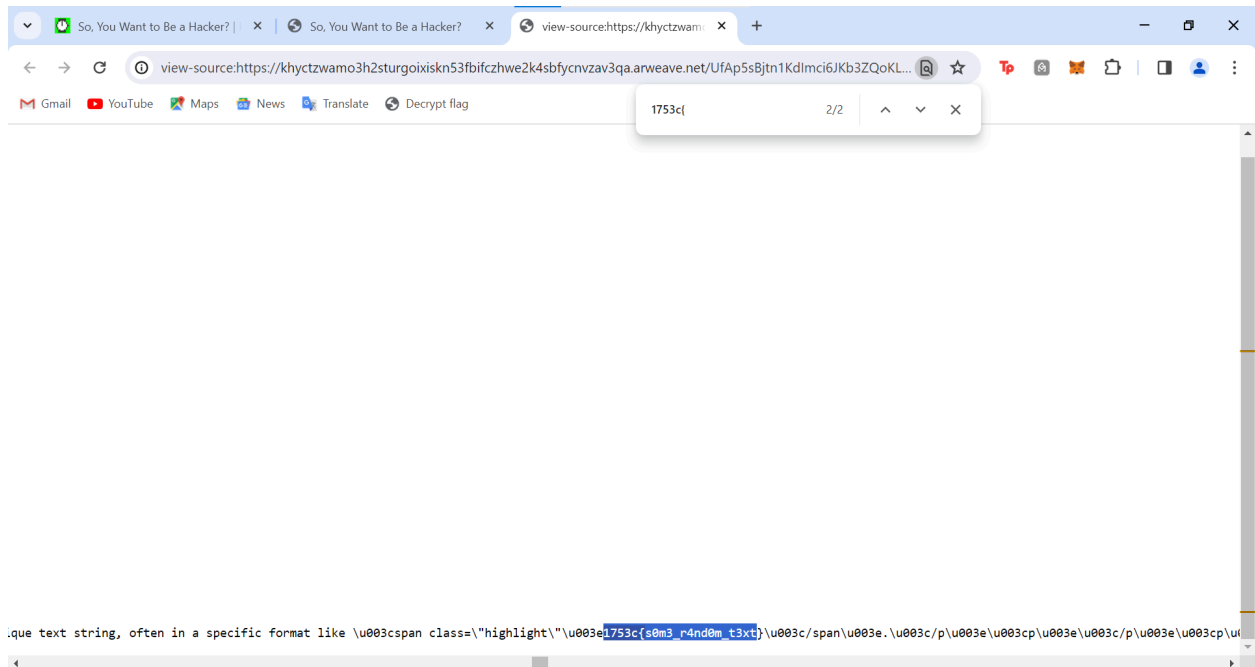 So, You Want to Be a Hacker? |
So, You Want to Be a Hacker?
view-source:https://khyctzwamo
view-source:https://khyctzwamo3h2sturgoixiskn53fbifczhwe2k4sbfycnvzav3qa.arweave.net/UfAp5sBjtn1KdImci6JKb3ZQoKL...
Gmail
YouTube
Maps
News
Translate
Decrypt flag
1753c{
2/2
ique text string, often in a specific format like \u003cspan class=\"highlight\"\u003e1753c{s0m3_r4nd0m_t3xt}\u003c/span\u003e.\u003c/p\u003e\u003cp\u003e\u003c/p\u003e\u003cp\u